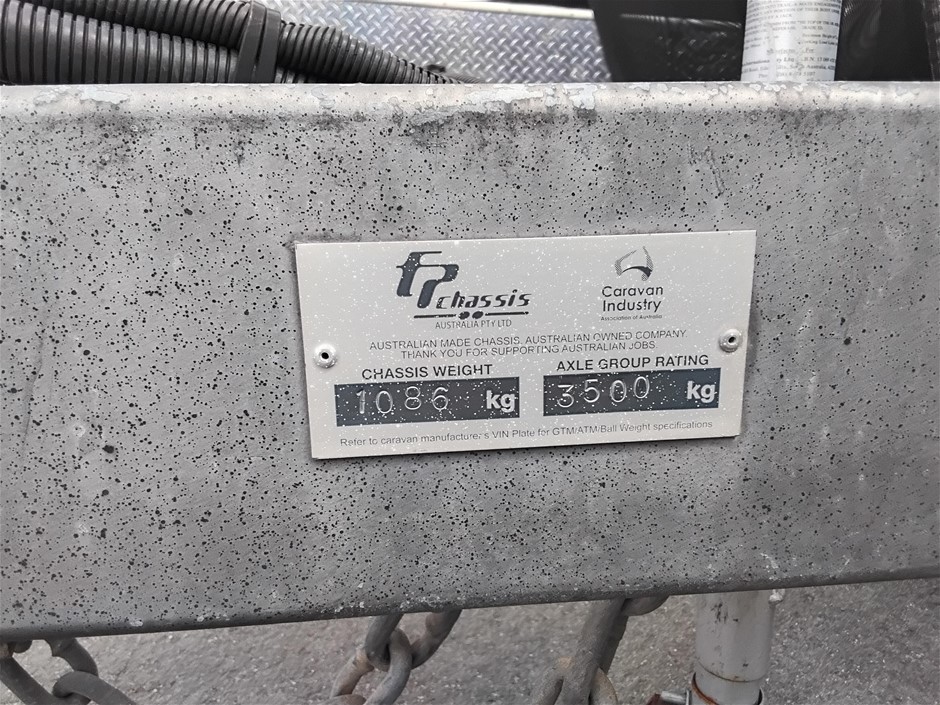 FP chassis
AUSTRALIA PTY LTD
Caravan
Industry
Association of Australia
AUSTRALIAN MADE CHASSIS, AUSTRALIAN OWNED COMPANY
THANK YOU FOR SUPPORTING AUSTRALIAN JOBS
CHASSIS WEIGHT
1086 kg
AXLE GROUP RATING
3500 kg
Refer to caravan manufacturer's VIN Plate for GTM/ATM/Ball Weight specifications